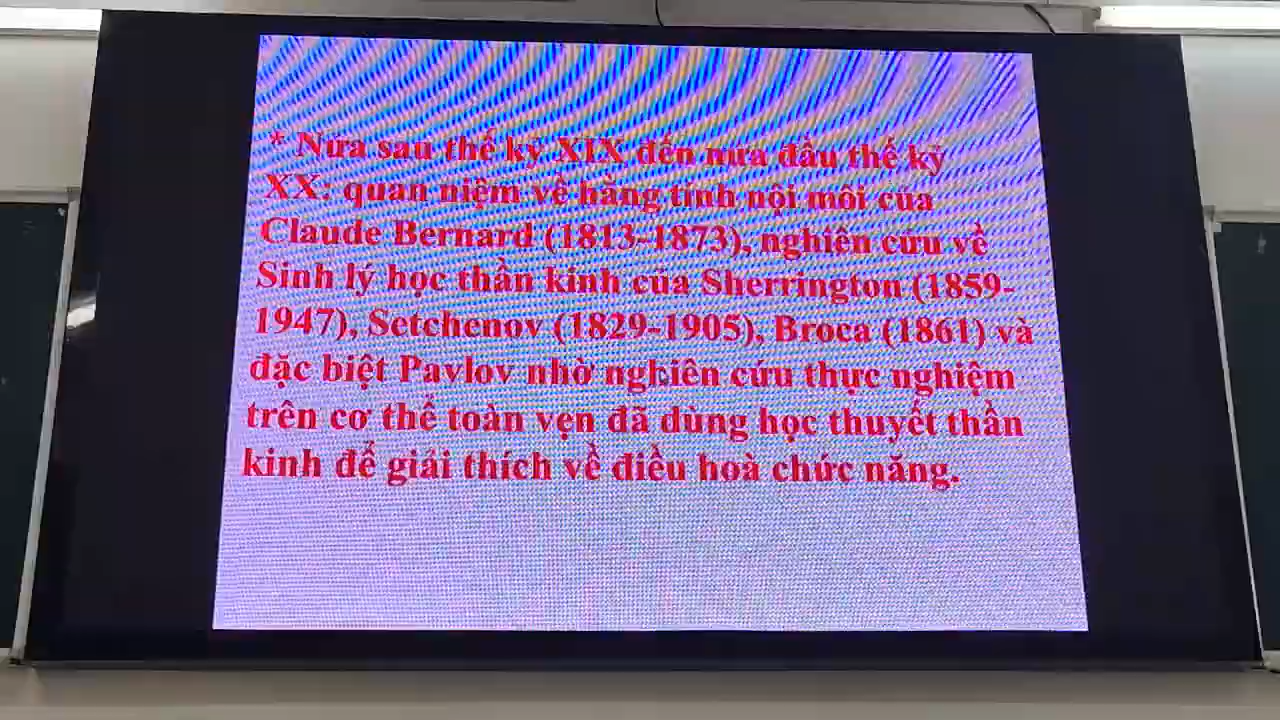 * Nửa sau thế kỷ XIX đến nửa đầu thế kỷ
XX: quan niệm về hằng tính nội môi của
Claude Bernard (1813-1873), nghiên cứu về
Sinh lý học thần kinh của Sherrington (1859-
1947), Setchenov (1829-1905), Broca (1861) và
đặc biệt Pavlov nhờ nghiên cứu thực nghiệm
trên cơ thể toàn vẹn đã dùng học thuyết thần
kinh để giải thích về điều hoà chức năng.